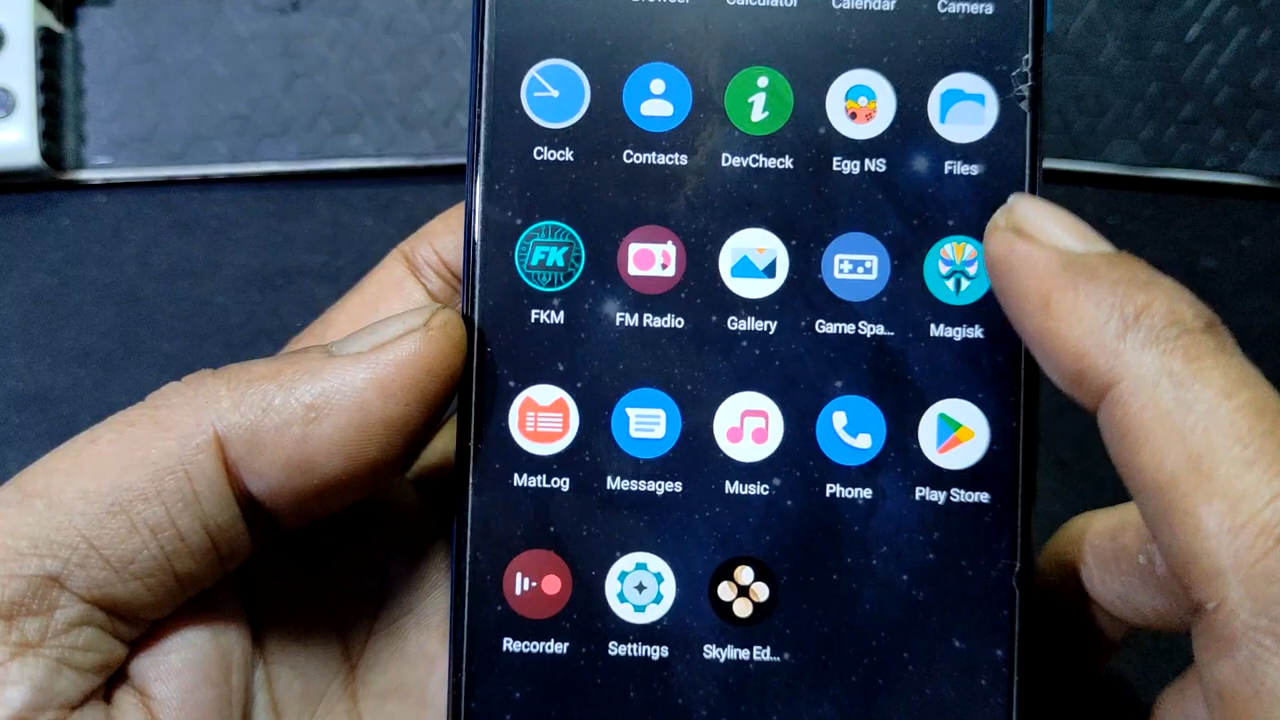 Browser
Calculator
Calendar
Camera
Clock
Contacts
DevCheck
Egg NS
Files
FK
FKM
FM Radio
Gallery
Game Spa...
Magisk
MatLog
Messages
Music
Phone
Play Store
Recorder
Settings
Skyline Ed...